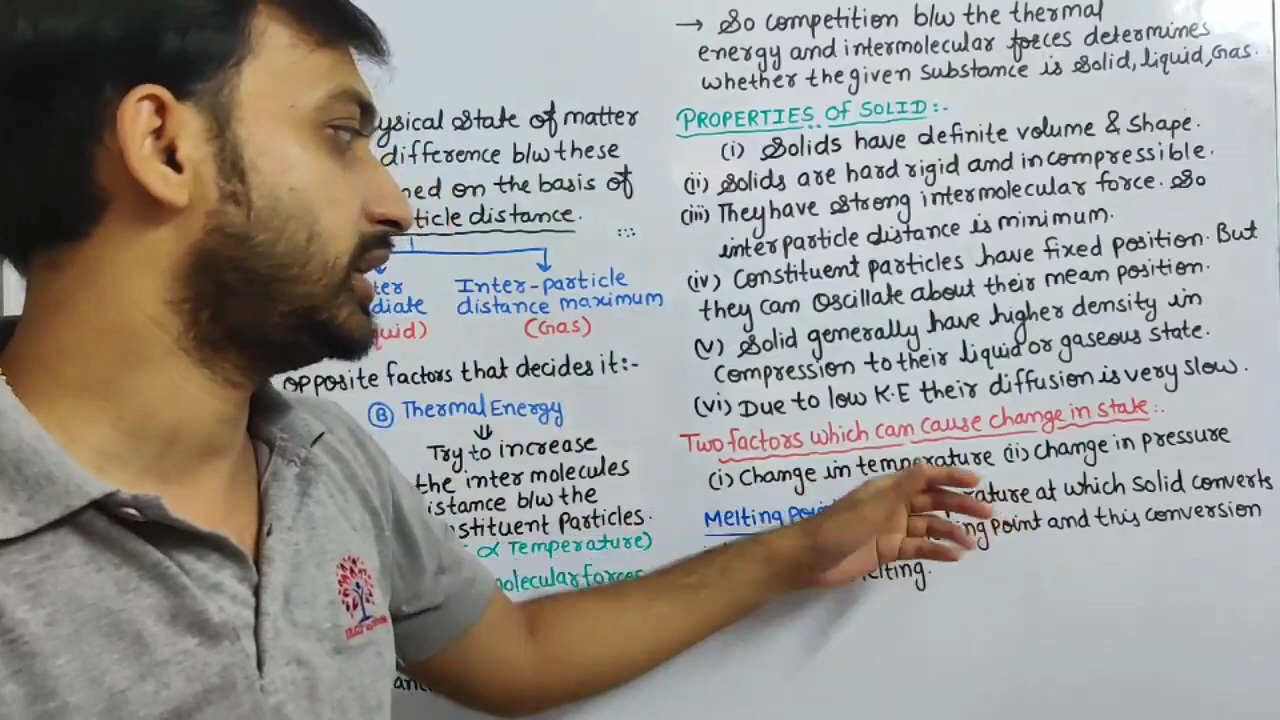 ysical state of matter
difference b/w these
ned on the basis of
ticle distance.
ter
diate
quid)
Inter-particle
distance maximum
(Gas)
opposite factors that decides it:-
(B) Thermal Energy
⇓
Try to increase
the inter molecules
istance b/w the
nstituent Particles.
∝ Temperature)
olecular forces
→ So competition b/w the thermal
energy and intermolecular forces determines
whether the given substance is solid, liquid, Gas.
PROPERTIES OF SOLID:-
(i) Solids have definite volume & shape.
(ii) Solids are hard rigid and incompressible.
(iii) They have strong intermolecular force. So
interparticle distance is minimum.
(iv) Constituent particles have fixed position. But
they can oscillate about their mean position.
(v) Solid generally have higher density in
Compression to their liquid or gaseous state.
(vi) Due to low K.E their diffusion is very slow.
Two factors which can cause change in state:.
(i) Change in temperature (ii) change in pressure
Melting Poi
rature at which solid converts
ing point and this conversion
elting.